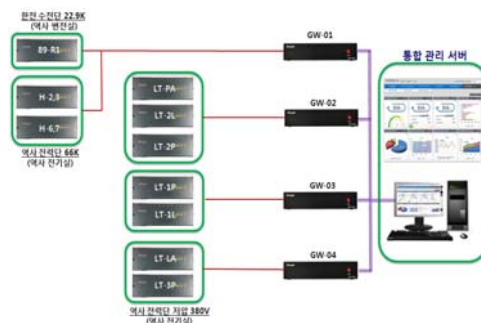 한전 수전단 22.9K
(역사 변전실)
89-R1
H-2,3
H-6,7
역사 전력단 66K
(역사 전기실)
LT-PA
LT-2L
LT-2P
LT-1P
LT-1L
LT-LA
LT-3P
역사 전력단 저압 380V
(역사 전기실)
GW-01
GW-02
GW-03
GW-04
통합 관리 서버